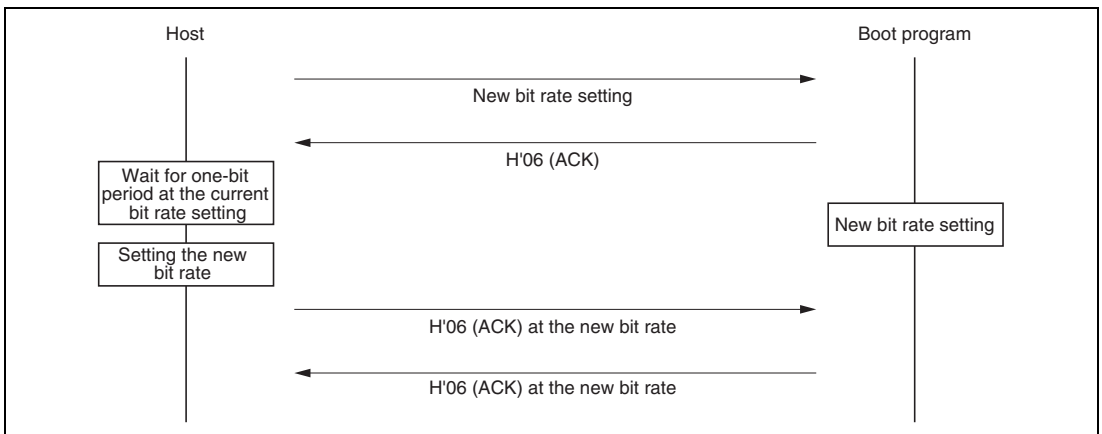 Host
Boot program
New bit rate setting
H'06 (ACK)
Wait for one-bit
period at the current
bit rate setting
New bit rate setting
Setting the new
bit rate
H'06 (ACK) at the new bit rate
H'06 (ACK) at the new bit rate